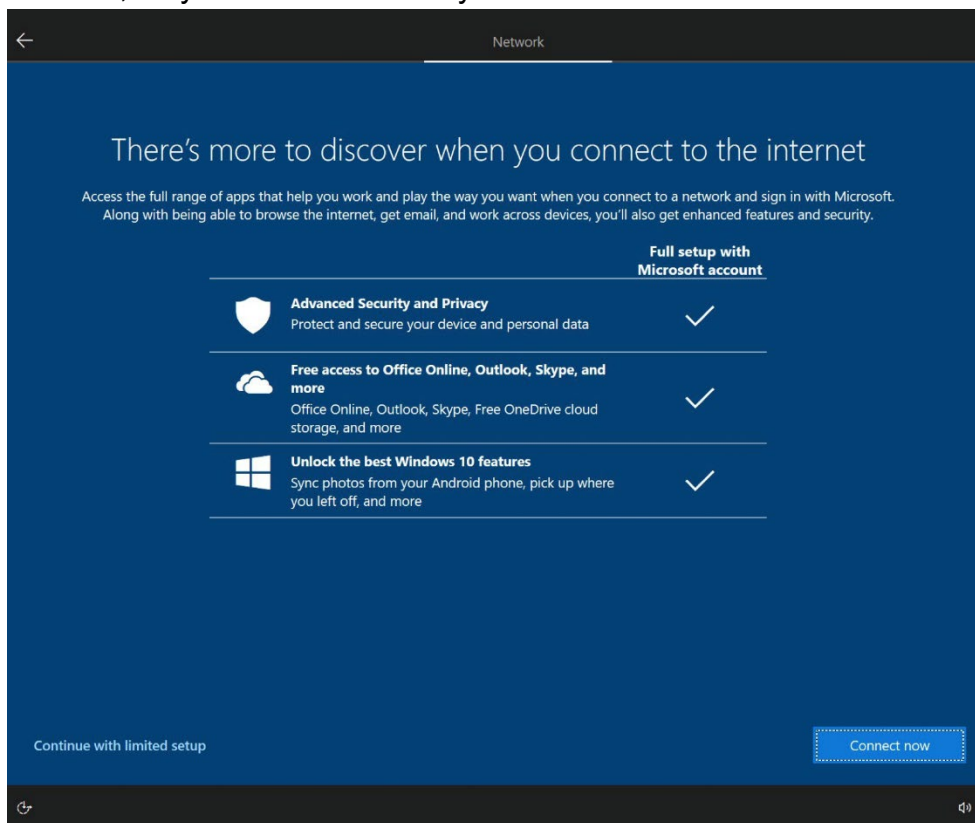 Network
There's more to discover when you connect to the internet
Access the full range of apps that help you work and play the way you want when you connect to a network and sign in with Microsoft.
Along with being able to browse the internet, get email, and work across devices, you'll also get enhanced features and security.
Full setup with
Microsoft account
Advanced Security and Privacy
Protect and secure your device and personal data
Free access to Office Online, Outlook, Skype, and
more
Office Online, Outlook, Skype, Free OneDrive cloud
storage, and more
Unlock the best Windows 10 features
Sync photos from your Android phone, pick up where
you left off, and more
Continue with limited setup
Connect now